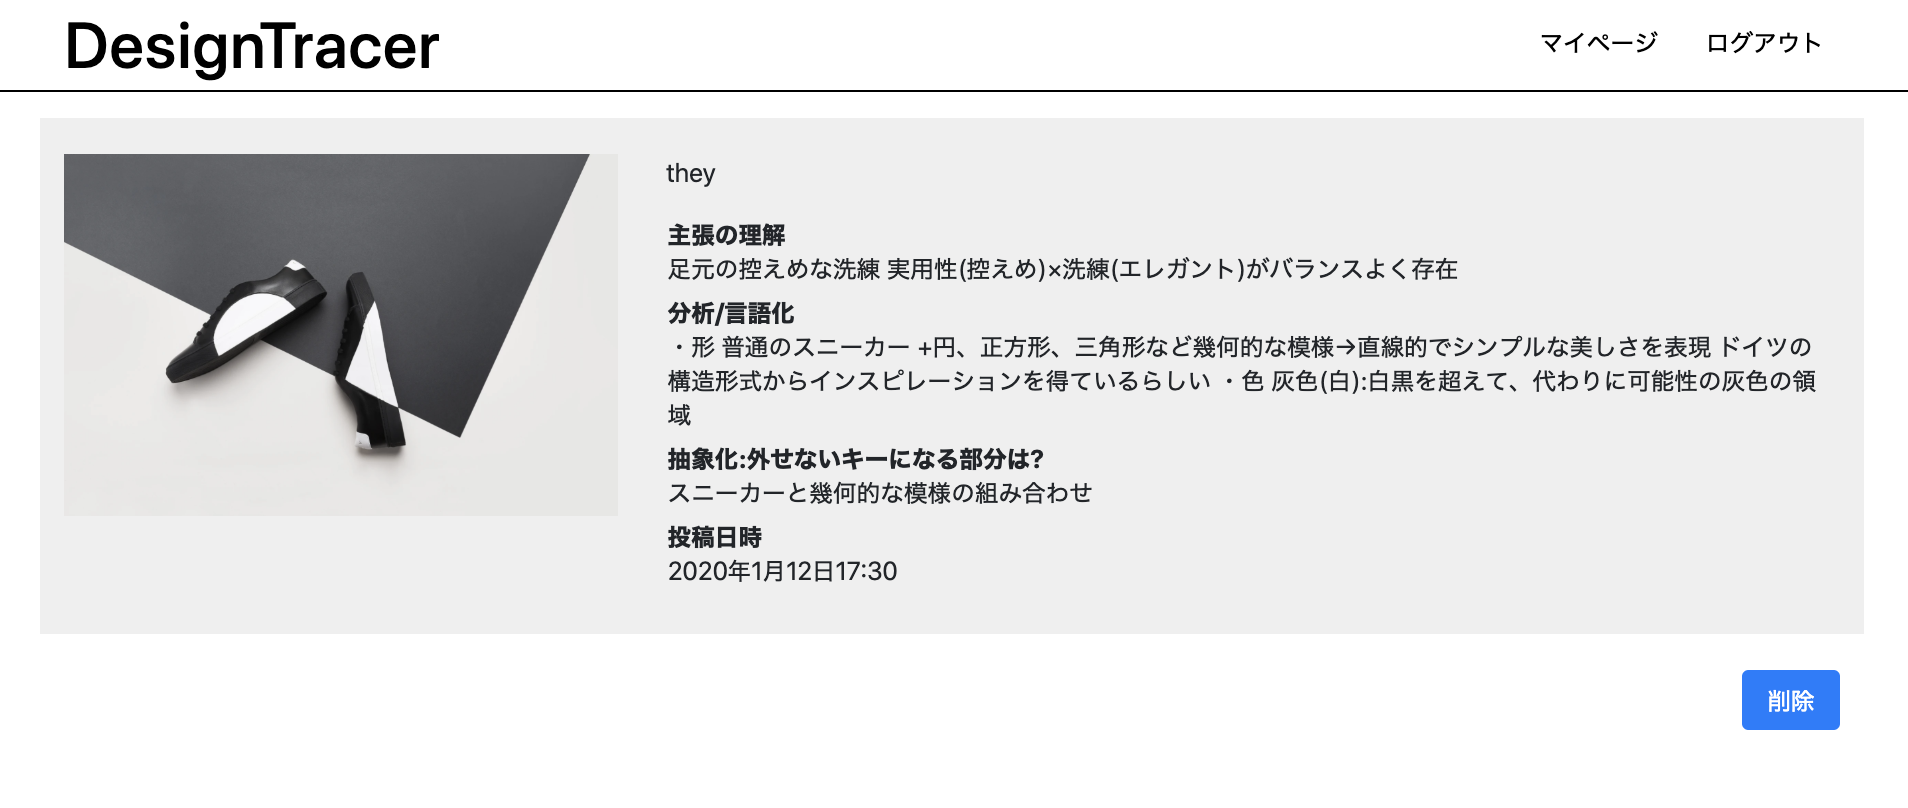 DesignTracer
マイページ ログアウト
they
主張の理解
足元の控えめな洗練 実用性(控えめ)×洗練(エレガント)がバランスよく存在
分析/言語化
・形 普通のスニーカー +円、正方形、三角形など幾何的な模様→直線的でシンプルな美しさを表現 ドイツの
構造形式からインスピレーションを得ているらしい ・色 灰色(白):白黒を超えて、代わりに可能性の灰色の領
域
抽象化:外せないキーになる部分は?
スニーカーと幾何的な模様の組み合わせ
投稿日時
2020年1月12日17:30
削除